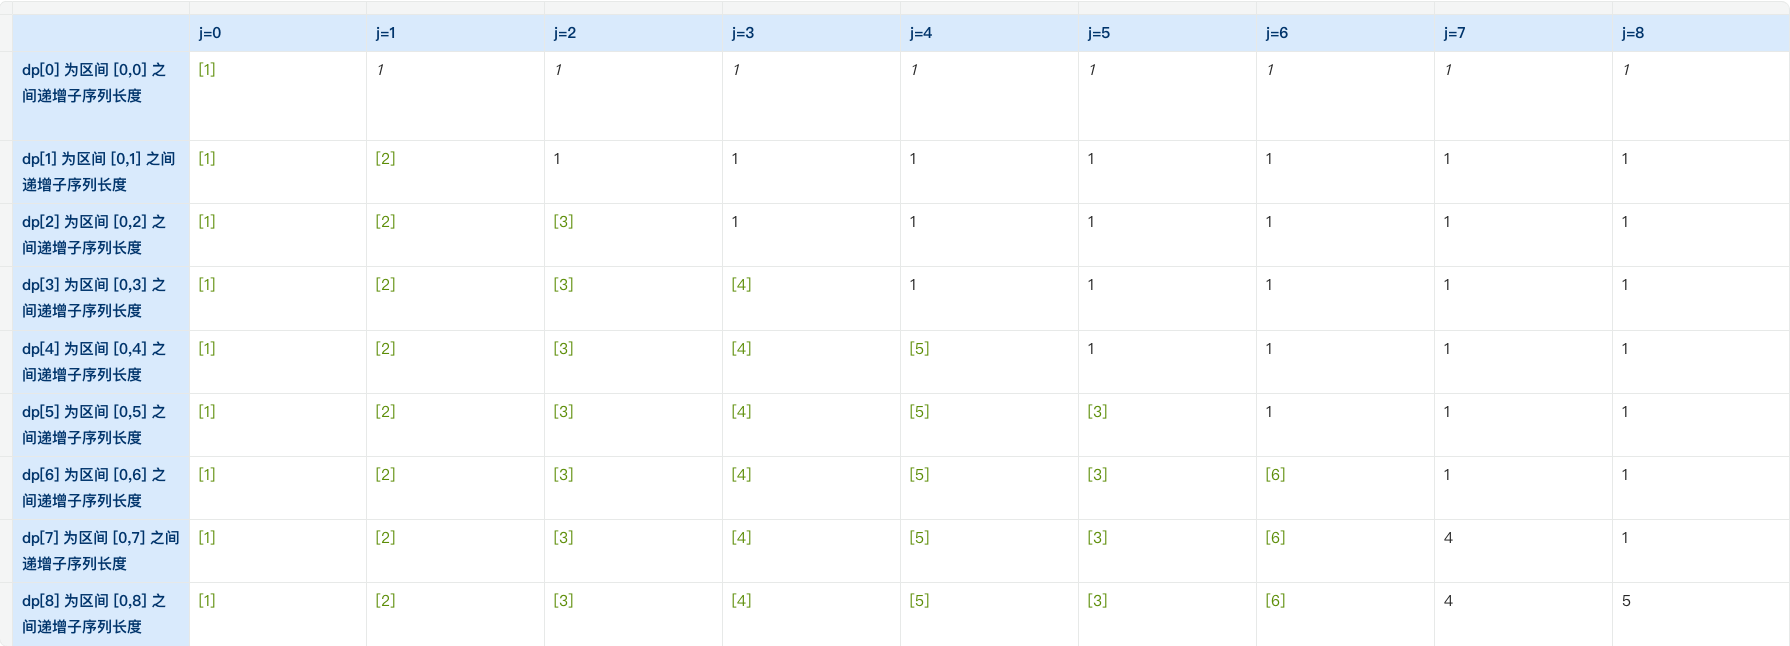 j=0 j=1 j=2 j=3 j=4 j=5 j=6 j=7 j=8
dp[0] 为区间 [0,0] 之 [1] 1 1 1 1 1 1 1 1
间递增子序列长度
dp[1] 为区间 [0,1] 之间 [1] [2] 1 1 1 1 1 1 1
递增子序列长度
dp[2] 为区间 [0,2] 之 [1] [2] [3] 1 1 1 1 1 1
间递增子序列长度
dp[3] 为区间 [0,3] 之 [1] [2] [3] [4] 1 1 1 1 1
间递增子序列长度
dp[4] 为区间 [0,4] 之 [1] [2] [3] [4] [5] 1 1 1 1
间递增子序列长度
dp[5] 为区间 [0,5] 之 [1] [2] [3] [4] [5] [3] 1 1 1
间递增子序列长度
dp[6] 为区间 [0,6] 之 [1] [2] [3] [4] [5] [3] [6] 1 1
间递增子序列长度
dp[7] 为区间 [0,7] 之间 [1] [2] [3] [4] [5] [3] [6] 4 1
递增子序列长度
dp[8] 为区间 [0,8] 之 [1] [2] [3] [4] [5] [3] [6] 4 5
间递增子序列长度